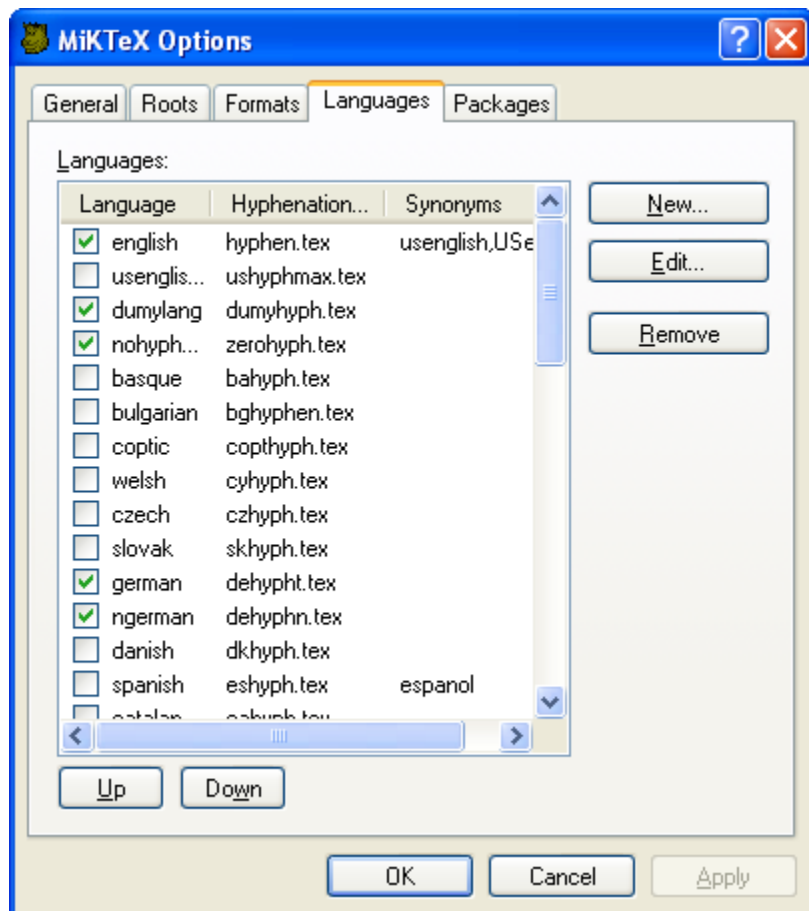 MiKTeX Options
General Roots Formats Languages Packages
Languages:
Language Hyphenation... Synonyms
english hyphen.tex usenglish,USe
usenglis... ushyphmax.tex
dumylang dumyhyph.tex
nohyph... zerohyph.tex
basque bahyph.tex
bulgarian bghyphen.tex
coptic copthyph.tex
welsh cyhyph.tex
czech czhyph.tex
slovak skhyph.tex
german dehypht.tex
ngerman dehyphn.tex
danish dkhyph.tex
spanish eshyph.tex espanol
New...
Edit...
Remove
Up Down
OK Cancel Apply